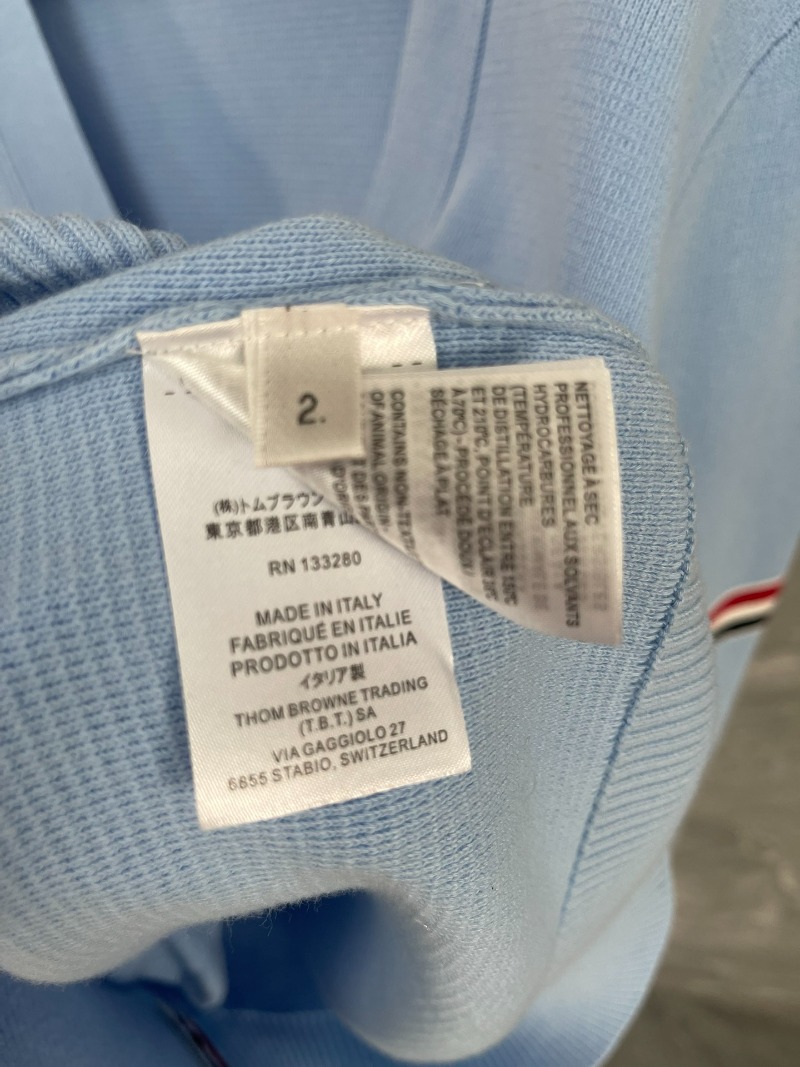 2.
(株)トムブラウン
東京都港区南青山
RN 133280
MADE IN ITALY
FABRIQUÉ EN ITALIE
PRODOTTO IN ITALIA
イタリア製
THOM BROWNE TRADING
(T.B.T.) SA
VIA GAGGIOLO 27
6855 STABIO, SWITZERLAND
NETTOYAGE À SEC
PROFESSIONNEL AUX SOLVANTS
HYDROCARBURES
(TEMPÉRATURE
DE DISTILLATION ENTRE 150°C
ET 210°C, POINT D'ECLAIR
À 70°C) - PROCÉDÉ DOUX
SÉCHAGE À PLAT
CONTAINS NON-TEXTILE
OF ANIMAL ORIGIN